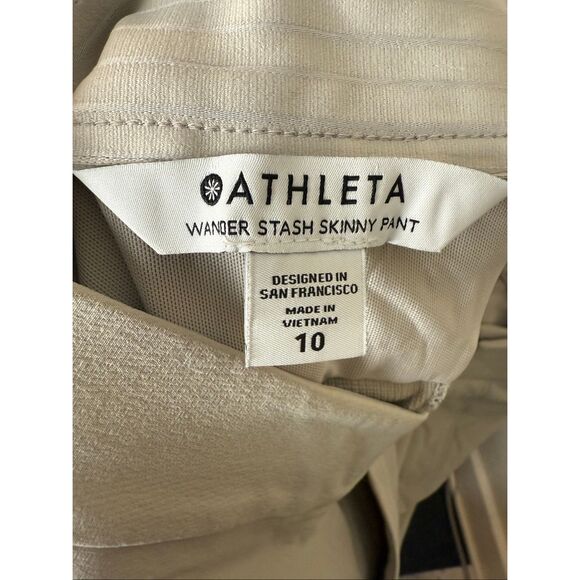 ATHLETA
WANDER STASH SKINNY PANT
DESIGNED IN
SAN FRANCISCO
MADE IN
VIETNAM
10